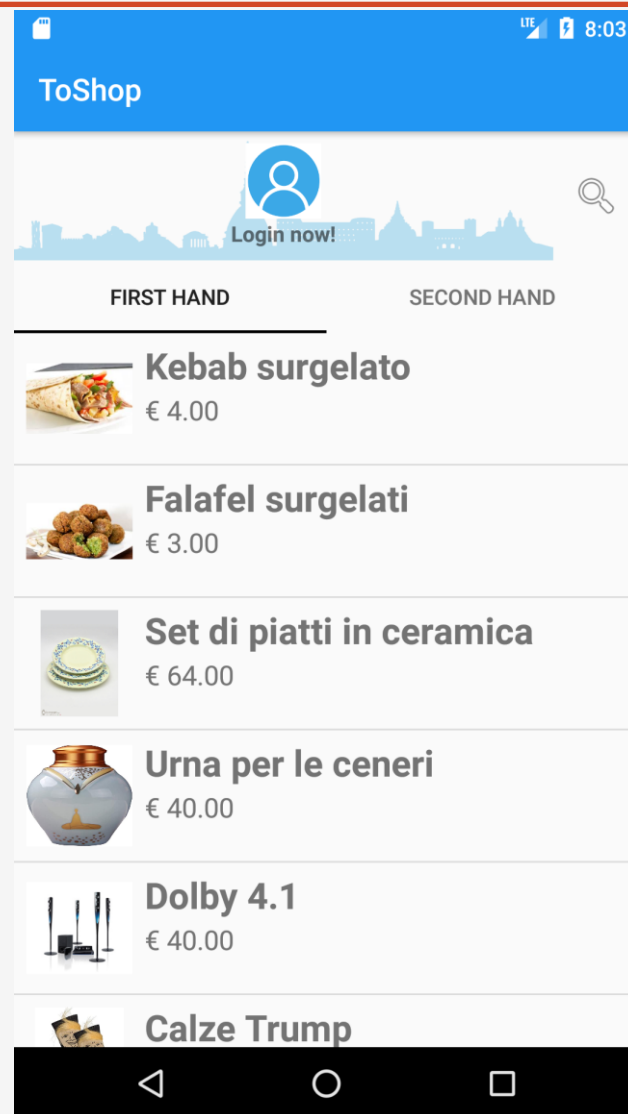 LTE 8:03
ToShop
Login now!
FIRST HAND SECOND HAND
Kebab surgelato
€ 4.00
Falafel surgelati
€ 3.00
Set di piatti in ceramica
€ 64.00
Urna per le ceneri
€ 40.00
Dolby 4.1
€ 40.00
Calze Trump